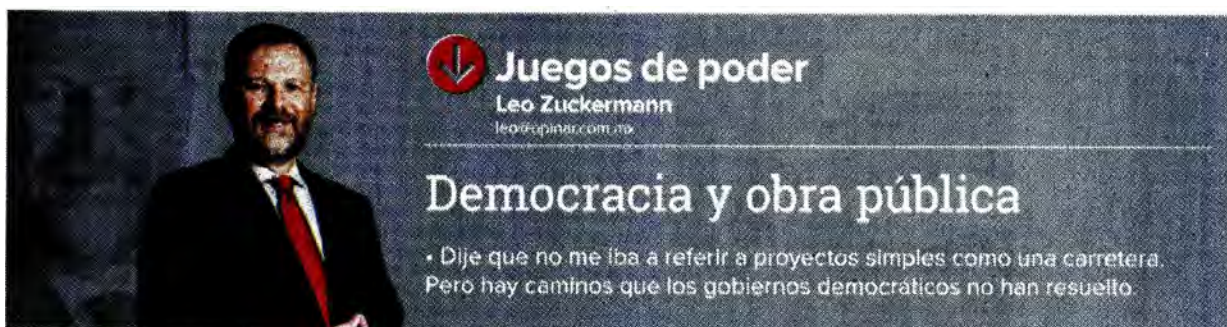 Juegos de poder
Leo Zuckermann
leo@opinar.com.mx
Democracia y obra pública
• Dije que no me iba a referir a proyectos simples como una carretera.
Pero hay caminos que los gobiernos democráticos no han resuelto.